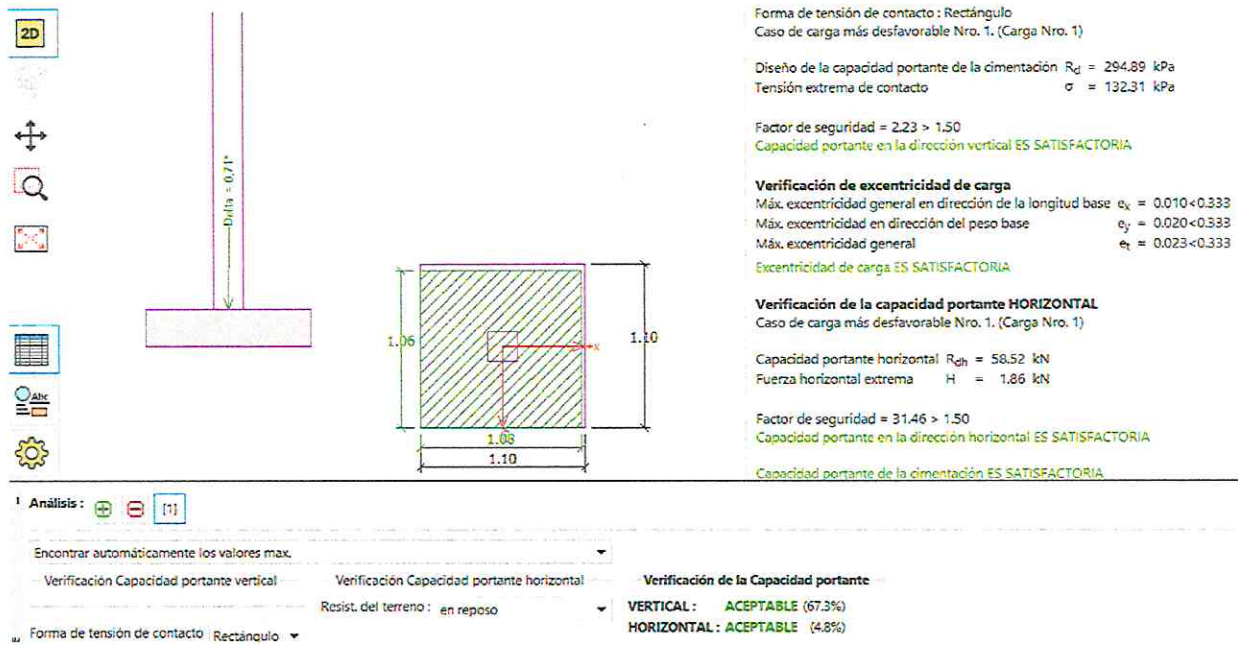 2D
Abc
Delta = 0,71°
1.06
1.10
x
1.08
1.10
Forma de tensión de contacto : Rectángulo
Caso de carga más desfavorable Nro. 1. (Carga Nro. 1)
Diseño de la capacidad portante de la cimentación Rd = 294.89 kPa
Tensión extrema de contacto σ = 132.31 kPa
Factor de seguridad = 2.23 > 1.50
Capacidad portante en la dirección vertical ES SATISFACTORIA
Verificación de excentricidad de carga
Máx. excentricidad general en dirección de la longitud base ex = 0.010<0.333
Máx. excentricidad en dirección del peso base ey = 0.020<0.333
Máx. excentricidad general et = 0.023<0.333
Excentricidad de carga ES SATISFACTORIA
Verificación de la capacidad portante HORIZONTAL
Caso de carga más desfavorable Nro. 1. (Carga Nro. 1)
Capacidad portante horizontal Rdh = 58.52 kN
Fuerza horizontal extrema H = 1.86 kN
Factor de seguridad = 31.46 > 1.50
Capacidad portante en la dirección horizontal ES SATISFACTORIA
Capacidad portante de la cimentación ES SATISFACTORIA
Análisis : [1]
Encontrar automáticamente los valores max.
Verificación Capacidad portante vertical
Verificación Capacidad portante horizontal
Verificación de la Capacidad portante
Resist. del terreno : en reposo
VERTICAL : ACEPTABLE (67.3%)
HORIZONTAL : ACEPTABLE (4.8%)
Forma de tensión de contacto Rectángulo